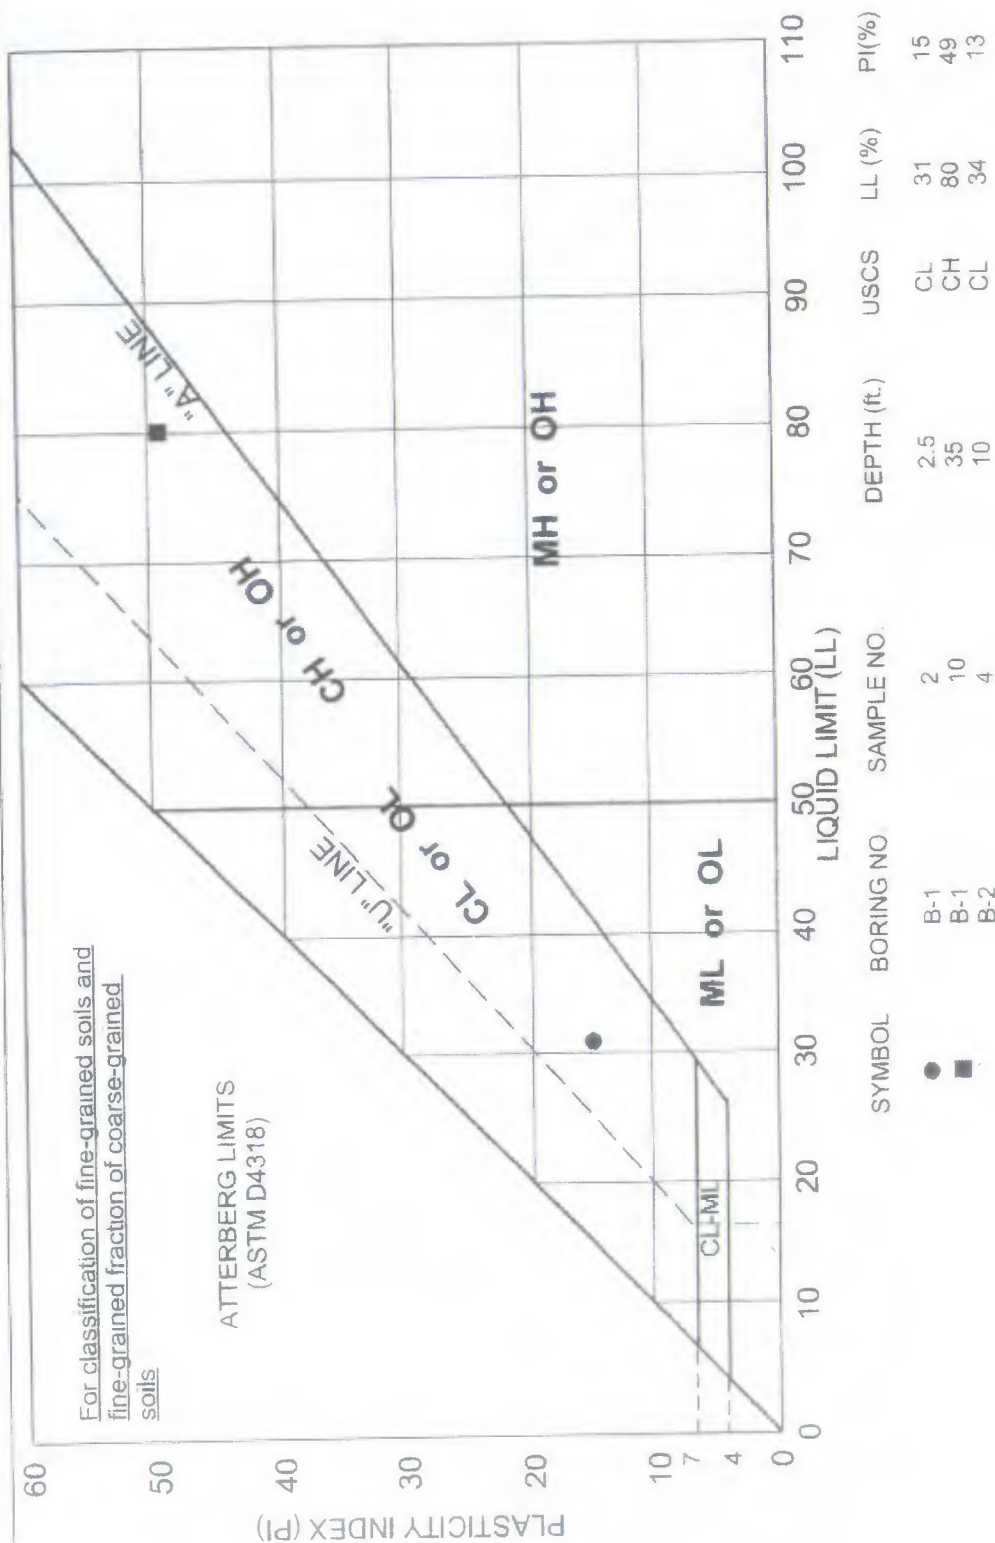 For classification of fine-grained soils and
fine-grained fraction of coarse-grained
soils
ATTERBERG LIMITS
(ASTM D4318)
PLASTICITY INDEX (PI)
60
50
40
30
20
10
7
4
0
"U" LINE
"A" LINE
CL or OL
CH or OH
CL-ML
ML or OL
MH or OH
0 10 20 30 40 50 60 70 80 90 100 110
LIQUID LIMIT (LL)
SYMBOL BORING NO. SAMPLE NO. DEPTH (ft.) USCS LL (%) PI(%)
● B-1 2 2.5 CL 31 15
■ B-1 10 35 CH 80 49
B-2 4 10 CL 34 13